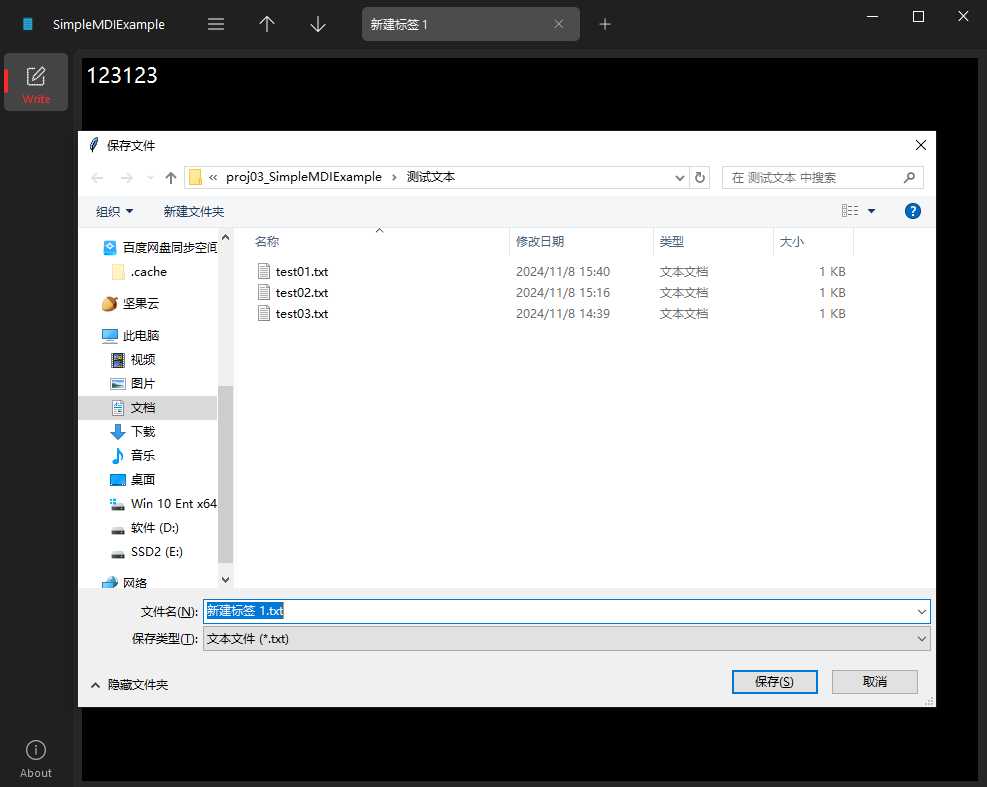 SimpleMDIExample
新建标签 1
Write
123123
保存文件
« proj03_SimpleMDIExample › 测试文本
在 测试文本 中搜索
组织
新建文件夹
名称 修改日期 类型 大小
百度网盘同步空间
.cache
坚果云
此电脑
视频
图片
文档
下载
音乐
桌面
Win 10 Ent x64
软件 (D:)
SSD2 (E:)
网络
test01.txt 2024/11/8 15:40 文本文档 1 KB
test02.txt 2024/11/8 15:16 文本文档 1 KB
test03.txt 2024/11/8 14:39 文本文档 1 KB
文件名(N): 新建标签 1.txt
保存类型(T): 文本文件 (*.txt)
隐藏文件夹
保存(S)
取消
About